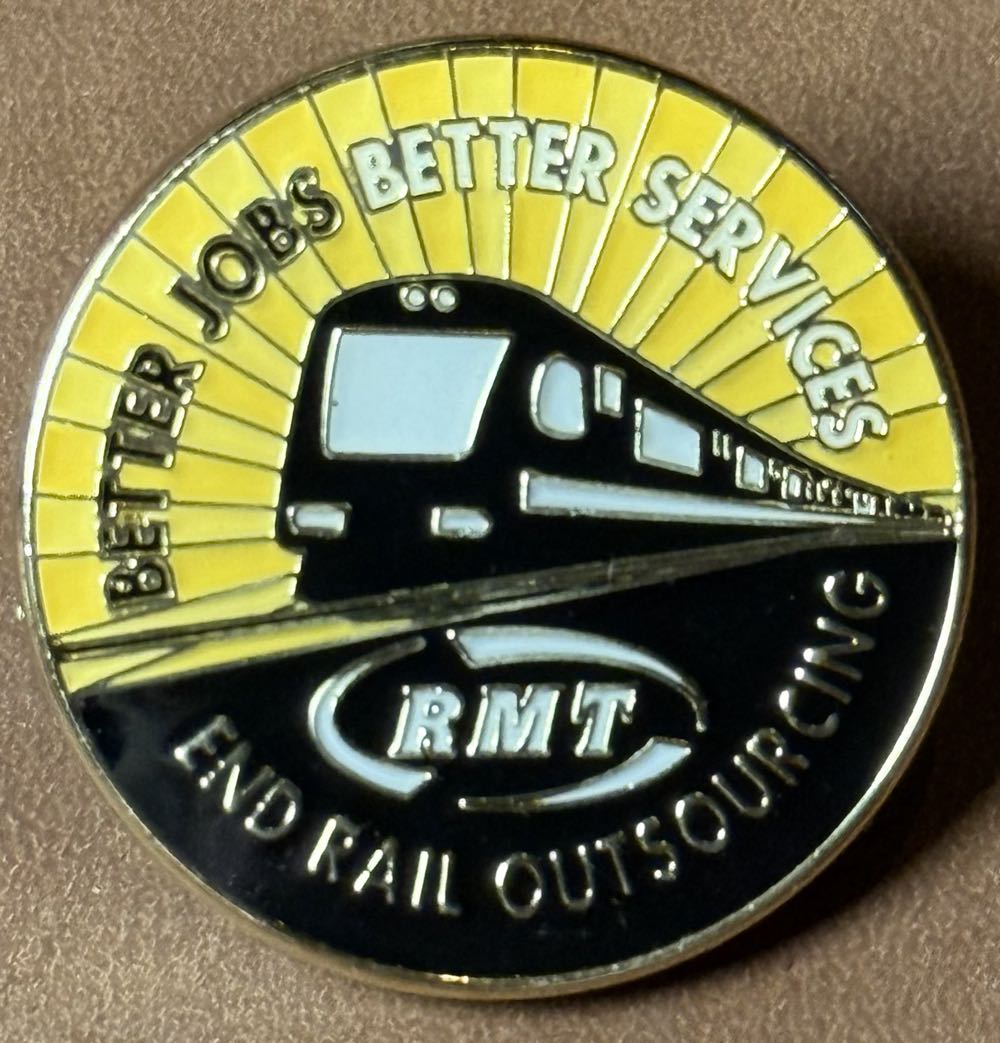 BETTER JOBS BETTER SERVICES
RMT
END RAIL OUTSOURCING